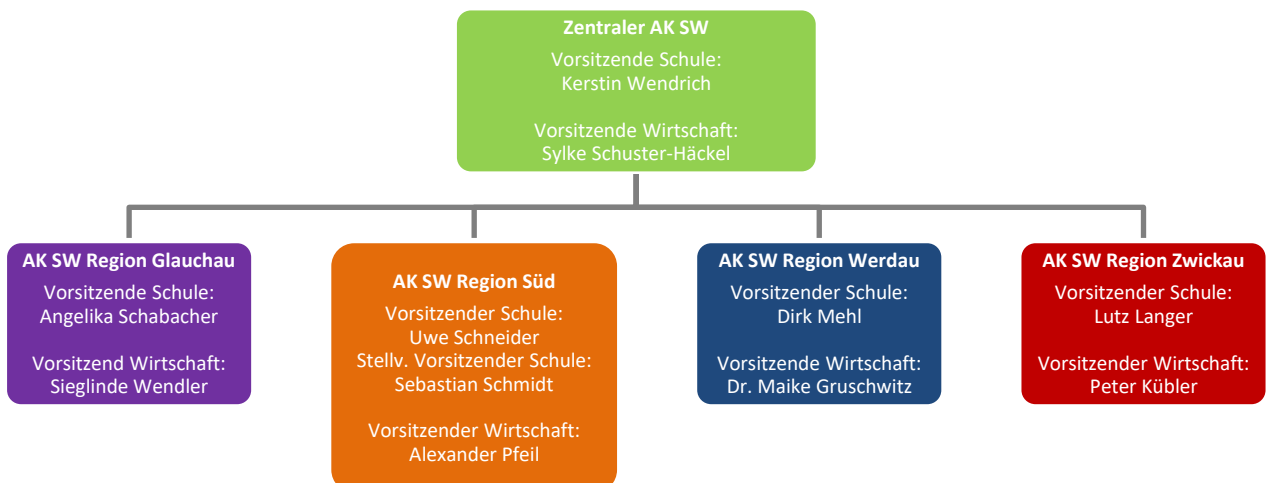 Zentraler AK SW
Vorsitzende Schule:
Kerstin Wendrich
Vorsitzende Wirtschaft:
Sylke Schuster-Häckel
AK SW Region Glauchau
Vorsitzende Schule:
Angelika Schabacher
Vorsitzend Wirtschaft:
Sieglinde Wendler
AK SW Region Süd
Vorsitzender Schule:
Uwe Schneider
Stellv. Vorsitzender Schule:
Sebastian Schmidt
Vorsitzender Wirtschaft:
Alexander Pfeil
AK SW Region Werdau
Vorsitzender Schule:
Dirk Mehl
Vorsitzende Wirtschaft:
Dr. Maike Gruschwitz
AK SW Region Zwickau
Vorsitzender Schule:
Lutz Langer
Vorsitzender Wirtschaft:
Peter Kübler